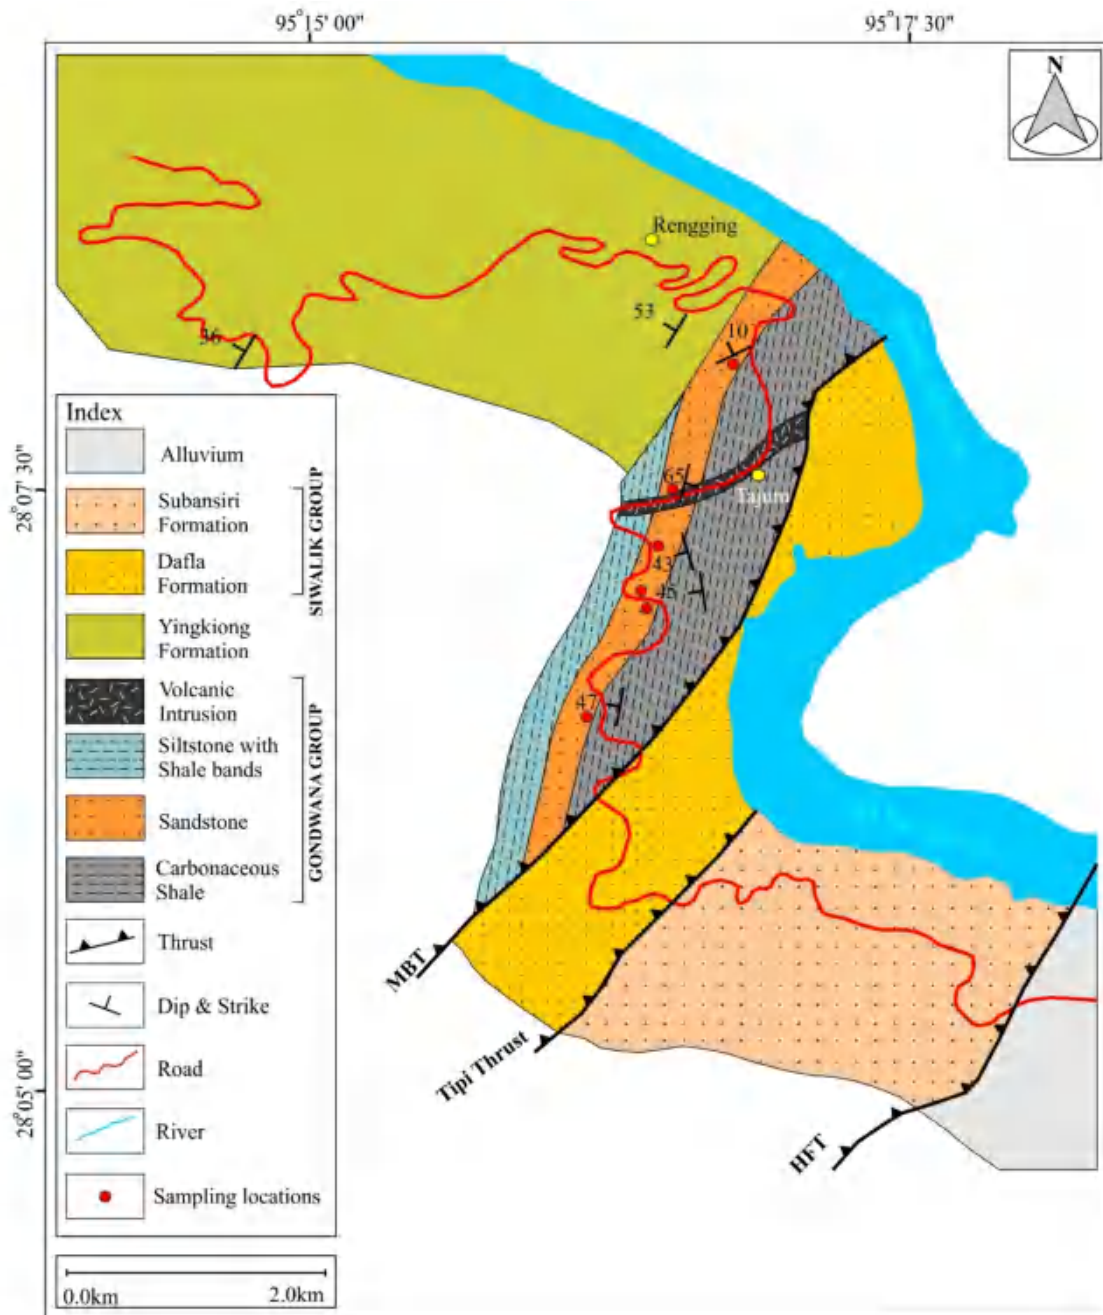 95°15' 00"
95°17' 30"
N
Rengging
53
10
36
65
Tajum
43
45
47
28°07' 30"
28°05' 00"
MBT
Tipi Thrust
HFT
Index
Alluvium
Subansiri
Formation
Dafla
Formation
SIWALIK GROUP
Yingkiong
Formation
Volcanic
Intrusion
Siltstone with
Shale bands
Sandstone
Carbonaceous
Shale
GONDWANA GROUP
Thrust
Dip & Strike
Road
River
Sampling locations
0.0km
2.0km